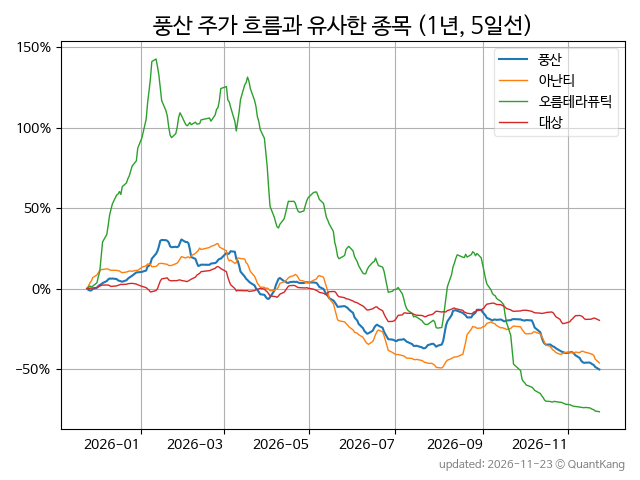 풍산 주가 흐름과 유사한 종목 (1년, 5일선)
150%
100%
50%
0%
−50%
풍산
아난티
오름테라퓨틱
대상
2026−01
2026−03
2026−05
2026−07
2026−09
2026−11
updated: 2026-11-23 © QuantKang